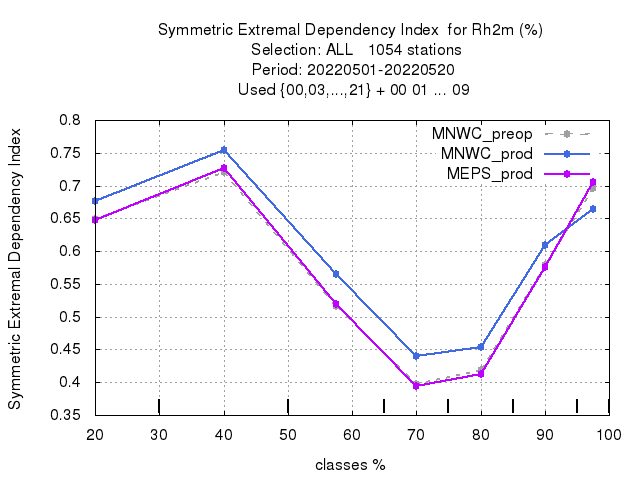 Symmetric Extremal Dependency Index  for Rh2m (%)
Selection: ALL   1054 stations
Period: 20220501-20220520
Used {00,03,...,21} + 00 01 ... 09
Symmetric Extremal Dependency Index
0.8
0.75
0.7
0.65
0.6
0.55
0.5
0.45
0.4
0.35
MNWC_preop
MNWC_prod
MEPS_prod
20 30 40 50 60 70 80 90 100
classes %